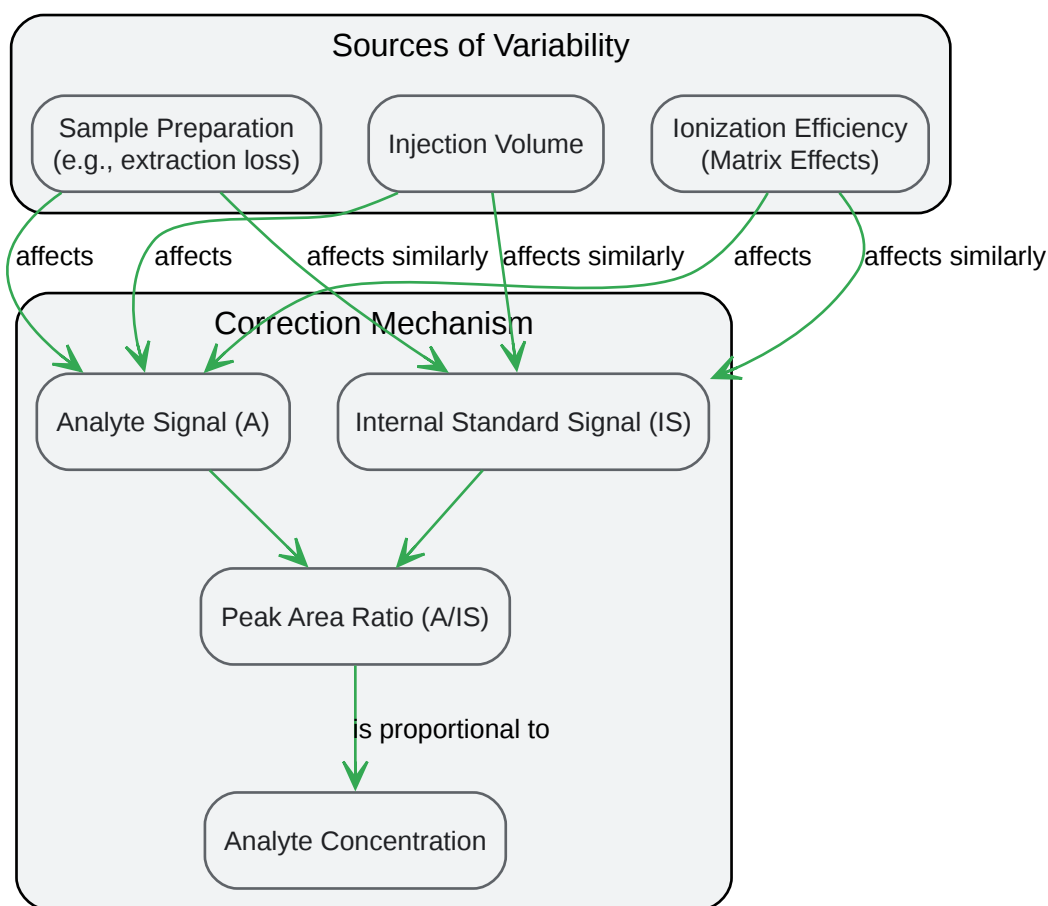 Sources of Variability
Sample Preparation
(e.g., extraction loss)
Injection Volume
Ionization Efficiency
(Matrix Effects)
affects
affects
affects similarly
affects similarly
affects
affects similarly
Correction Mechanism
Analyte Signal (A)
Internal Standard Signal (IS)
Peak Area Ratio (A/IS)
is proportional to
Analyte Concentration